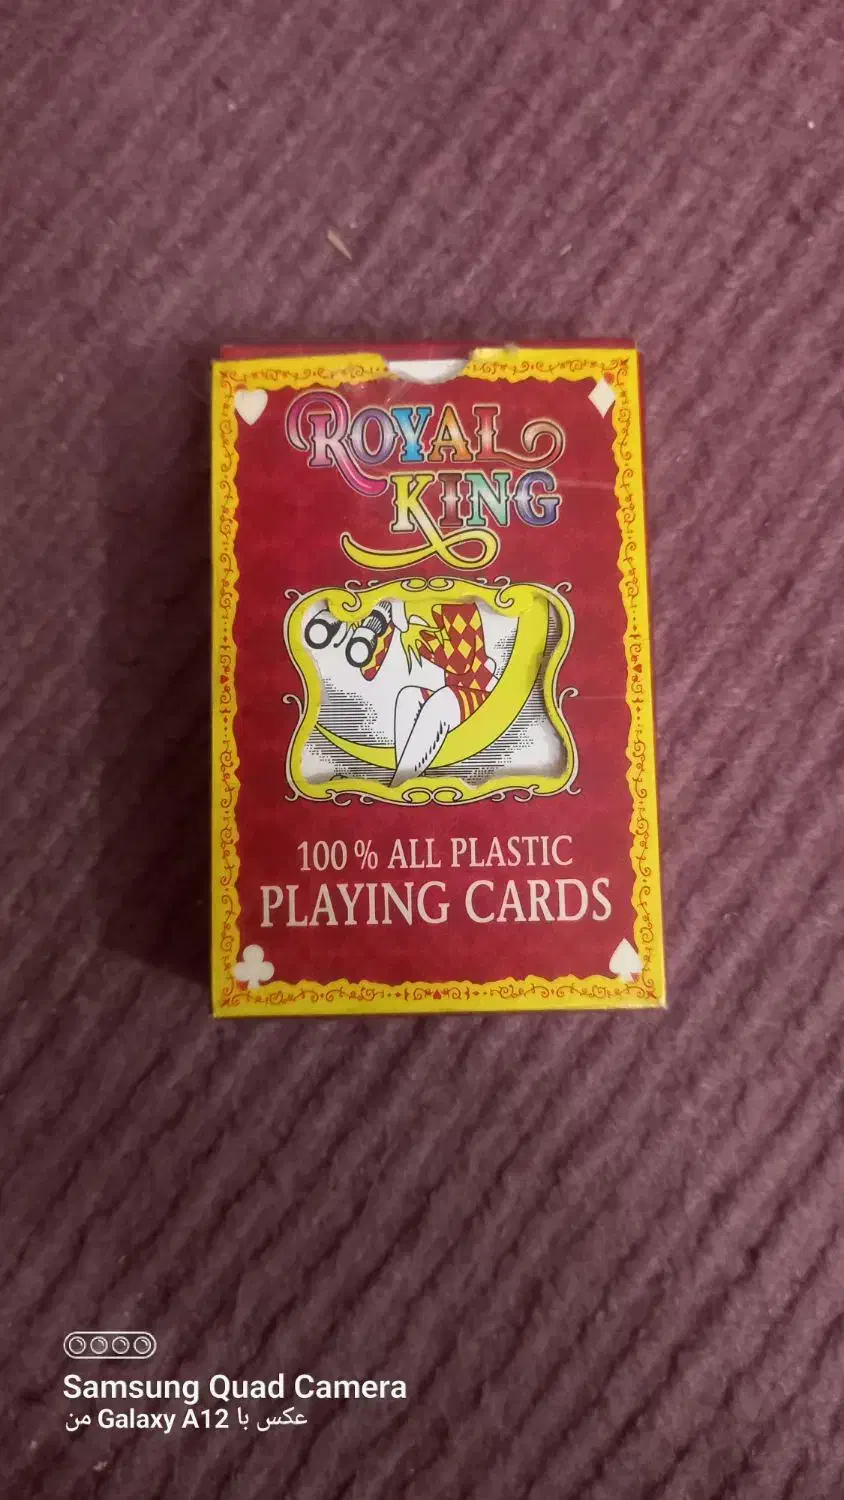 ROYAL
KING
100 % ALL PLASTIC
PLAYING CARDS
Samsung Quad Camera
عکس با Galaxy A12 من